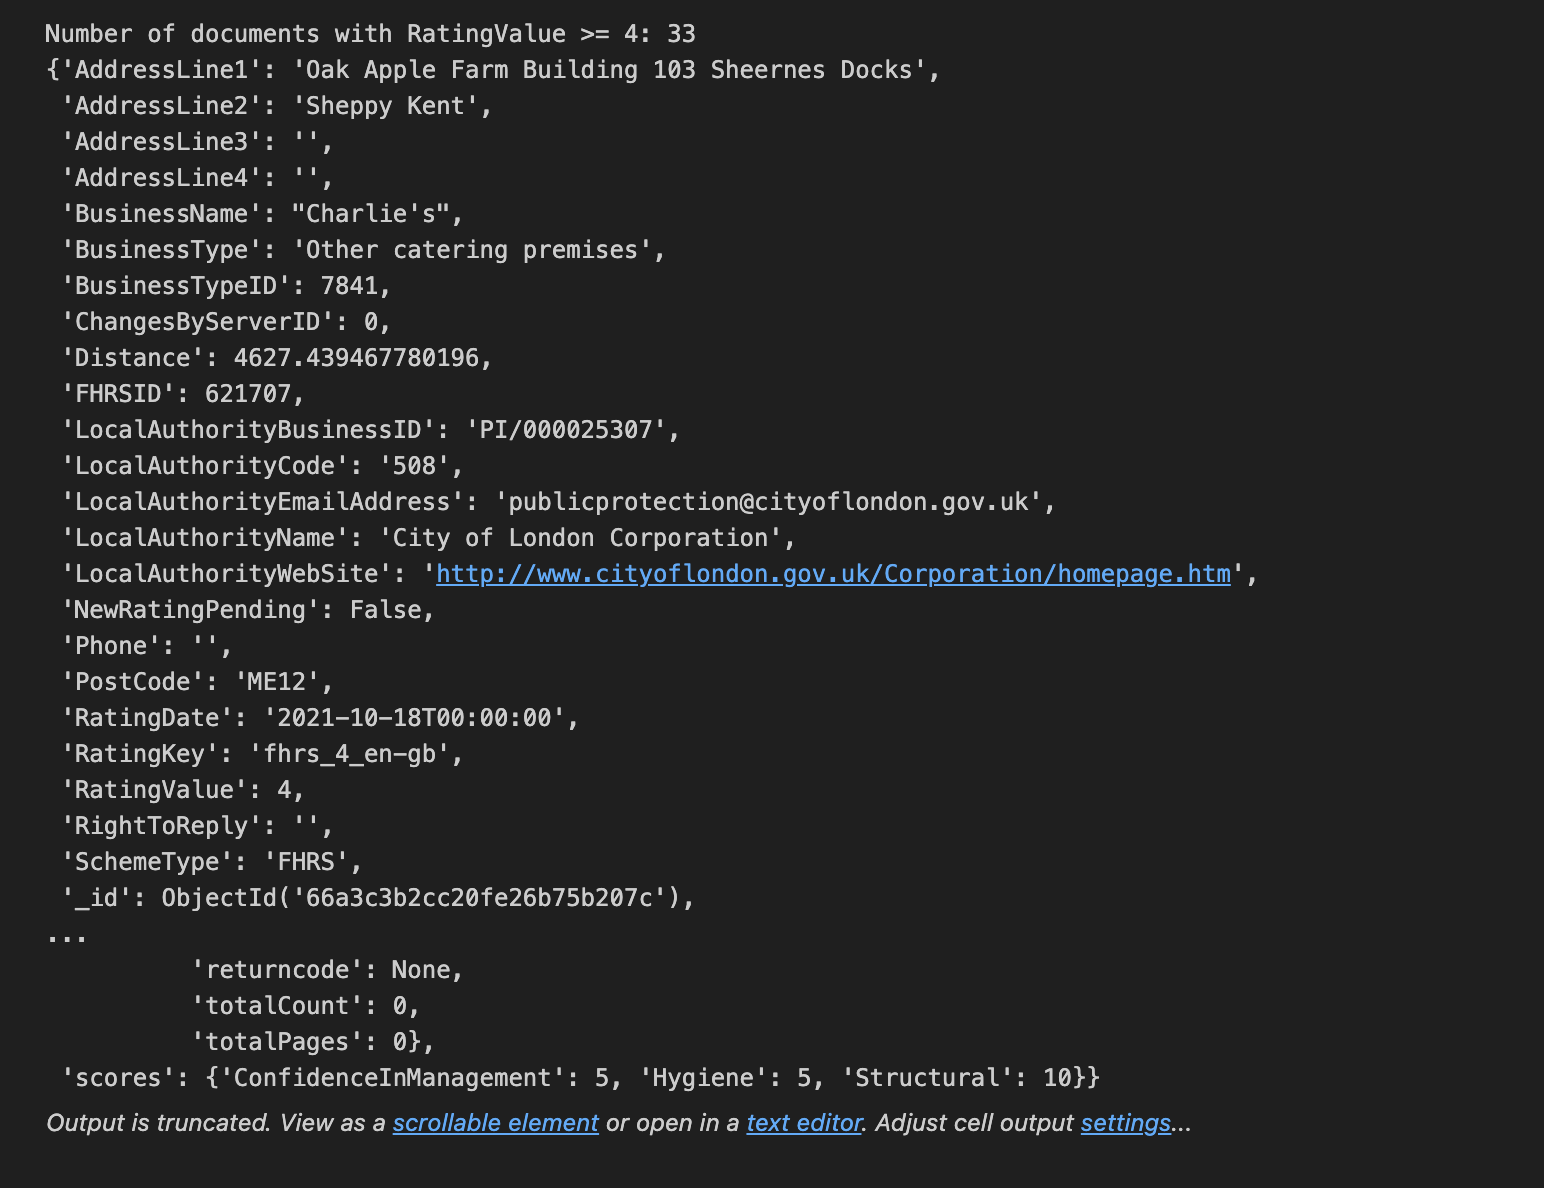 Number of documents with RatingValue >= 4: 33
{'AddressLine1': 'Oak Apple Farm Building 103 Sheernes Docks',
 'AddressLine2': 'Sheppy Kent',
 'AddressLine3': '',
 'AddressLine4': '',
 'BusinessName': "Charlie's",
 'BusinessType': 'Other catering premises',
 'BusinessTypeID': 7841,
 'ChangesByServerID': 0,
 'Distance': 4627.439467780196,
 'FHRSID': 621707,
 'LocalAuthorityBusinessID': 'PI/000025307',
 'LocalAuthorityCode': '508',
 'LocalAuthorityEmailAddress': 'publicprotection@cityoflondon.gov.uk',
 'LocalAuthorityName': 'City of London Corporation',
 'LocalAuthorityWebSite': 'http://www.cityoflondon.gov.uk/Corporation/homepage.htm',
 'NewRatingPending': False,
 'Phone': '',
 'PostCode': 'ME12',
 'RatingDate': '2021-10-18T00:00:00',
 'RatingKey': 'fhrs_4_en-gb',
 'RatingValue': 4,
 'RightToReply': '',
 'SchemeType': 'FHRS',
 '_id': ObjectId('66a3c3b2cc20fe26b75b207c'),
...
          'returncode': None,
          'totalCount': 0,
          'totalPages': 0},
 'scores': {'ConfidenceInManagement': 5, 'Hygiene': 5, 'Structural': 10}}
Output is truncated. View as a scrollable element or open in a text editor. Adjust cell output settings...